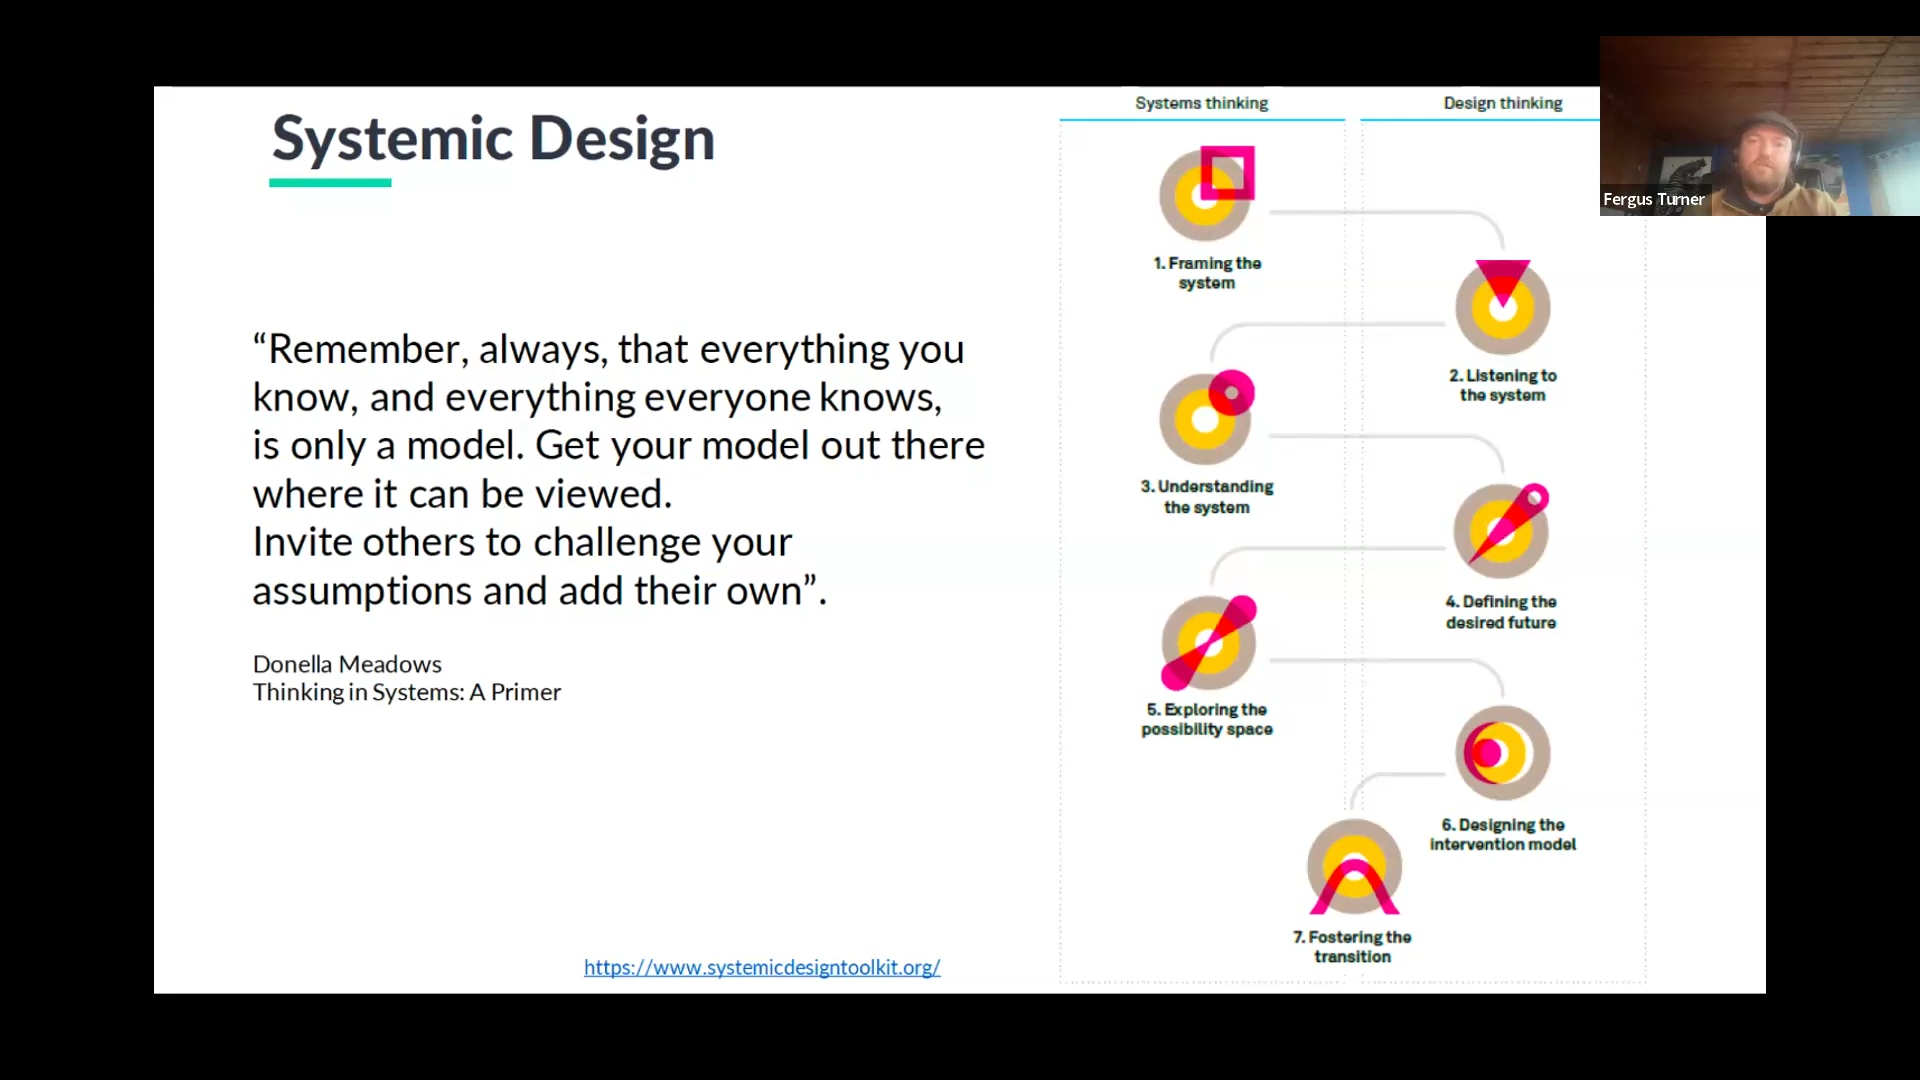 Systemic Design
“Remember, always, that everything you
know, and everything everyone knows,
is only a model. Get your model out there
where it can be viewed.
Invite others to challenge your
assumptions and add their own”.
Donella Meadows
Thinking in Systems: A Primer
https://www.systemicdesigntoolkit.org/
Systems thinking
Design thinking
1. Framing the
system
2. Listening to
the system
3. Understanding
the system
4. Defining the
desired future
5. Exploring the
possibility space
6. Designing the
intervention model
7. Fostering the
transition
Fergus Turner